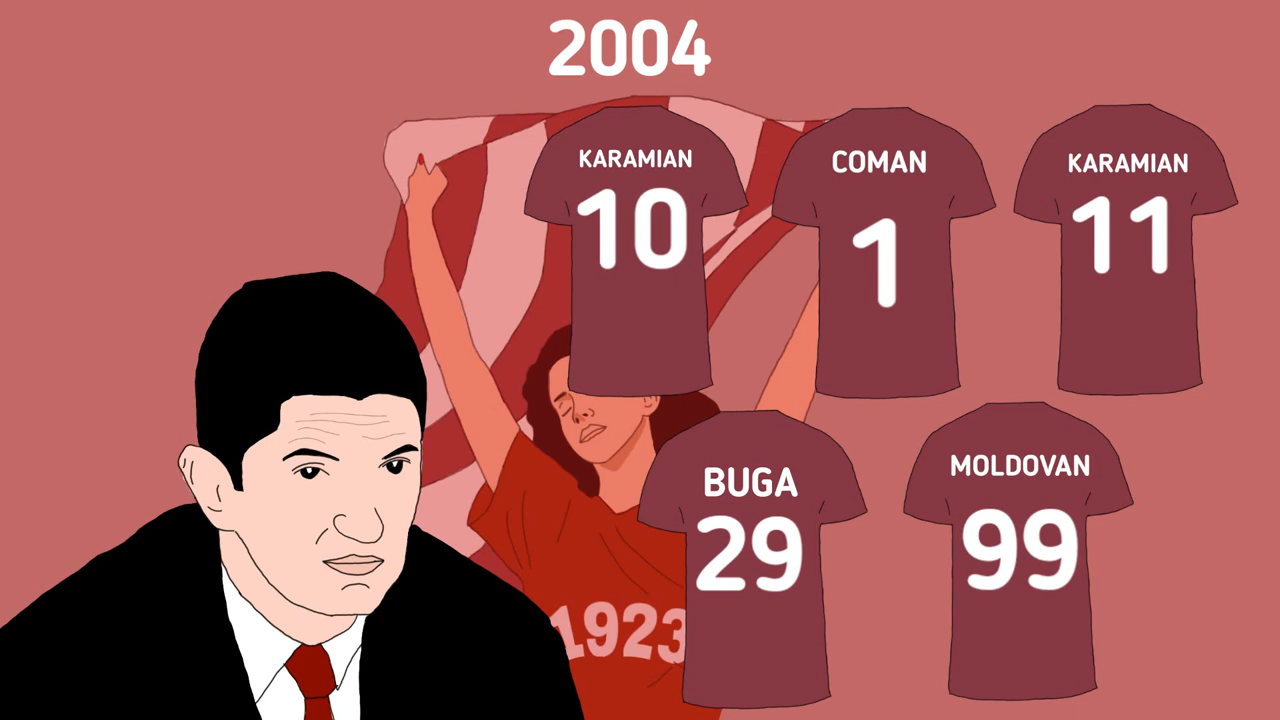 2004
KARAMIAN
10
COMAN
1
KARAMIAN
11
BUGA
29
MOLDOVAN
99
1923